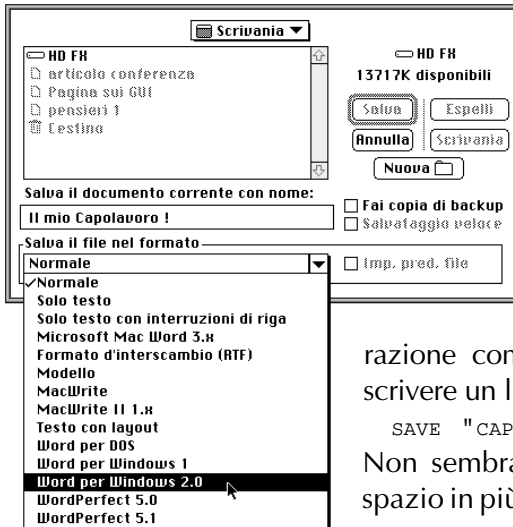 Scrivania
HD FX
articolo conferenza
Pagina sui GUI
pensieri 1
Cestino
HD FX
13717K disponibili
Salva
Espelli
Annulla
Scrivania
Nuova
Salva il documento corrente con nome:
Il mio Capolavoro !
Fai copia di backup
Salvataggio veloce
Salva il file nel formato
Normale
Imp. pred. file
✓Normale
Solo testo
Solo testo con interruzioni di riga
Microsoft Mac Word 3.x
Formato d'interscambio (RTF)
Modello
MacWrite
MacWrite II 1.x
Testo con layout
Word per DOS
Word per Windows 1
Word per Windows 2.0
WordPerfect 5.0
WordPerfect 5.1
razione con
scrivere un l
SAVE "CAP
Non sembra
spazio in più